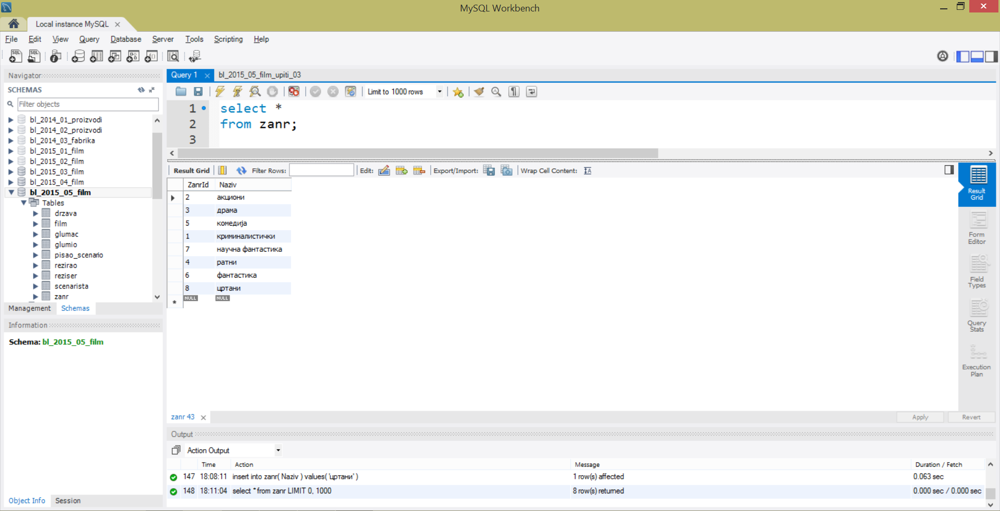 MySQL Workbench
Local instance MySQL
File Edit View Query Database Server Tools Scripting Help
Navigator
SCHEMAS
Filter objects
bl_2014_01_proizvodi
bl_2014_02_proizvodi
bl_2014_03_fabrika
bl_2015_01_film
bl_2015_02_film
bl_2015_03_film
bl_2015_04_film
bl_2015_05_film
Tables
drzava
film
glumac
glumio
pisao_scenario
rezirao
reziser
scenarista
zanr
Management Schemas
Information
Schema: bl_2015_05_film
Object Info Session
Query 1 bl_2015_05_film_upiti_03
Limit to 1000 rows
1 select *
2 from zanr;
3
Result Grid Filter Rows: Edit: Export/Import: Wrap Cell Content:
ZanrId Naziv
2 акциони
3 драма
5 комедија
1 криминалистички
7 научна фантастика
4 ратни
6 фантастика
8 цртани
NULL NULL
Result
Grid
Form
Editor
Field
Types
Query
Stats
Execution
Plan
zanr 43
Apply Revert
Output
Action Output
Time Action Message Duration / Fetch
147 18:08:11 insert into zanr( Naziv ) values( 'цртани' ) 1 row(s) affected 0.063 sec
148 18:11:04 select * from zanr LIMIT 0, 1000 8 row(s) returned 0.000 sec / 0.000 sec